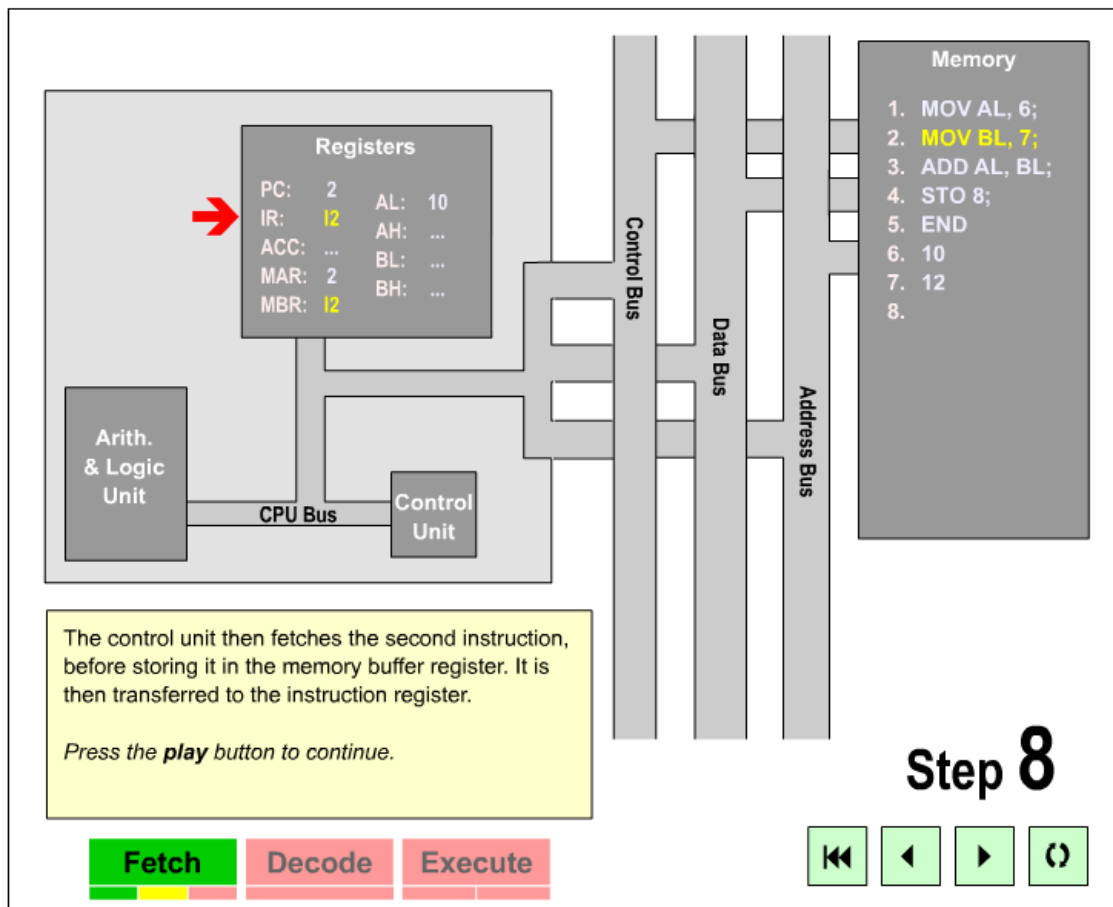 Registers
PC: 2
IR: I2
ACC: ...
MAR: 2
MBR: I2
AL: 10
AH: ...
BL: ...
BH: ...
Arith.
& Logic
Unit
CPU Bus
Control
Unit
Control Bus
Data Bus
Address Bus
Memory
1. MOV AL, 6;
2. MOV BL, 7;
3. ADD AL, BL;
4. STO 8;
5. END
6. 10
7. 12
8.
The control unit then fetches the second instruction,
before storing it in the memory buffer register. It is
then transferred to the instruction register.
Press the play button to continue.
Step 8
Fetch
Decode
Execute